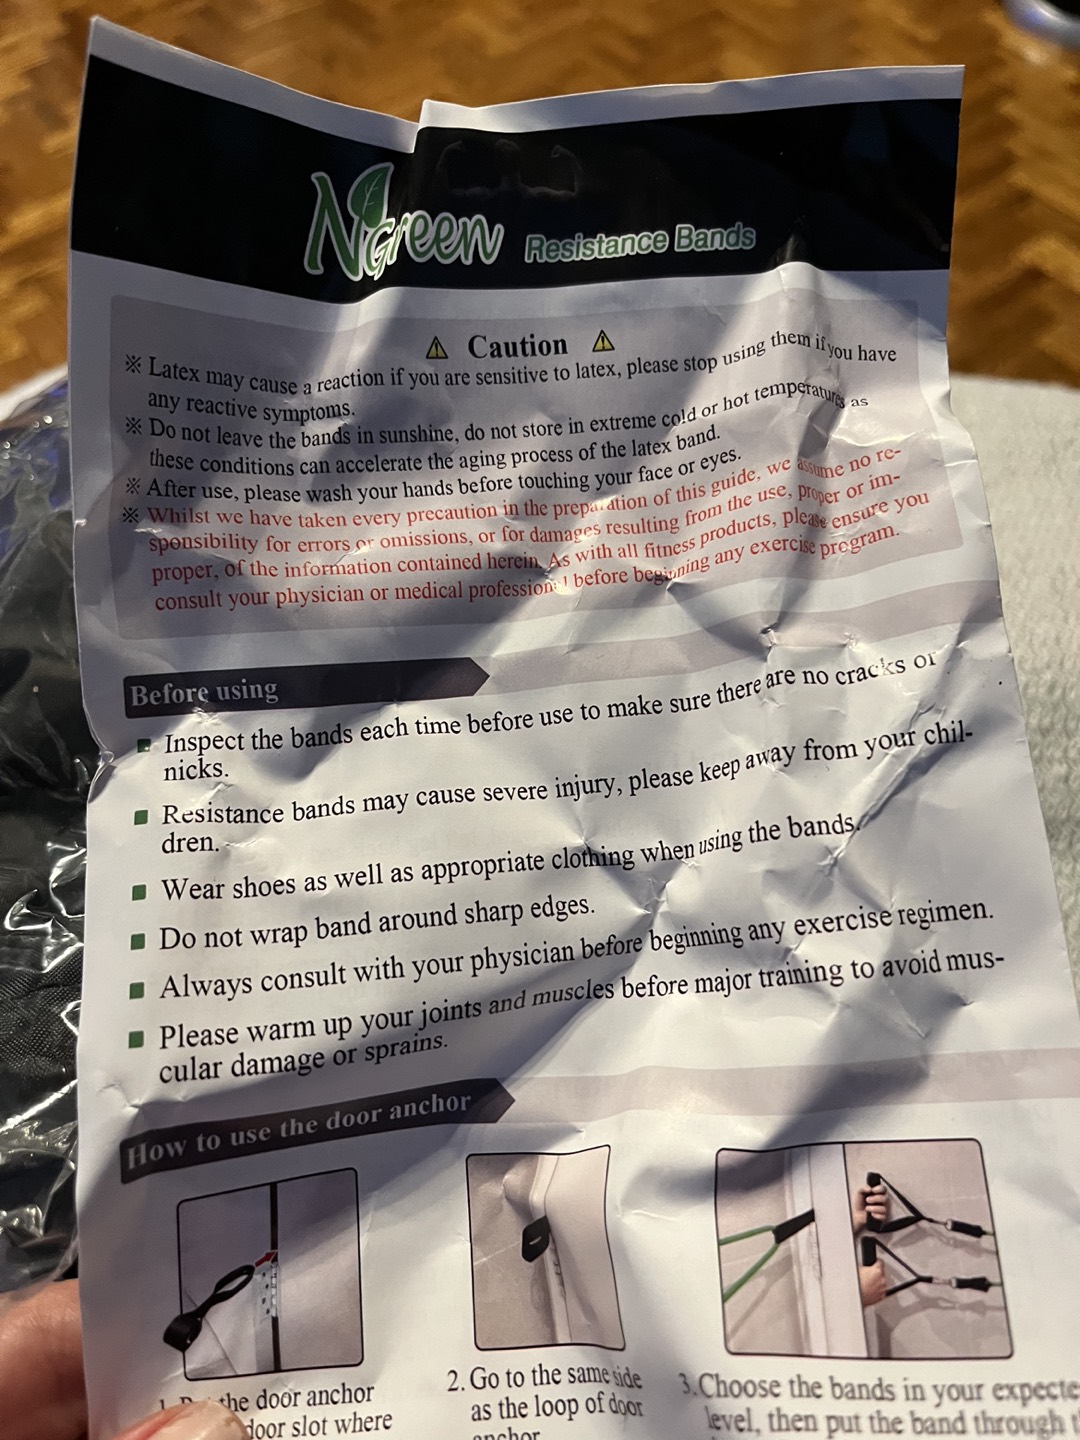 NGreen Resistance Bands
⚠ Caution ⚠
※ Latex may cause a reaction if you are sensitive to latex, please stop using them if you have
any reactive symptoms.
※ Do not leave the bands in sunshine, do not store in extreme cold or hot temperatures as
these conditions can accelerate the aging process of the latex band.
※ After use, please wash your hands before touching your face or eyes.
※ Whilst we have taken every precaution in the preparation of this guide, we assume no re-
sponsibility for errors or omissions, or for damages resulting from the use, proper or im-
proper, of the information contained herein. As with all fitness products, please ensure you
consult your physician or medical professional before beginning any exercise program.
Before using
■ Inspect the bands each time before use to make sure there are no cracks or
nicks.
■ Resistance bands may cause severe injury, please keep away from your chil-
dren.
■ Wear shoes as well as appropriate clothing when using the bands.
■ Do not wrap band around sharp edges.
■ Always consult with your physician before beginning any exercise regimen.
■ Please warm up your joints and muscles before major training to avoid mus-
cular damage or sprains.
How to use the door anchor
1. the door anchor
door slot where
2. Go to the same side
as the loop of door
anchor
3.Choose the bands in your expecte
level, then put the band through